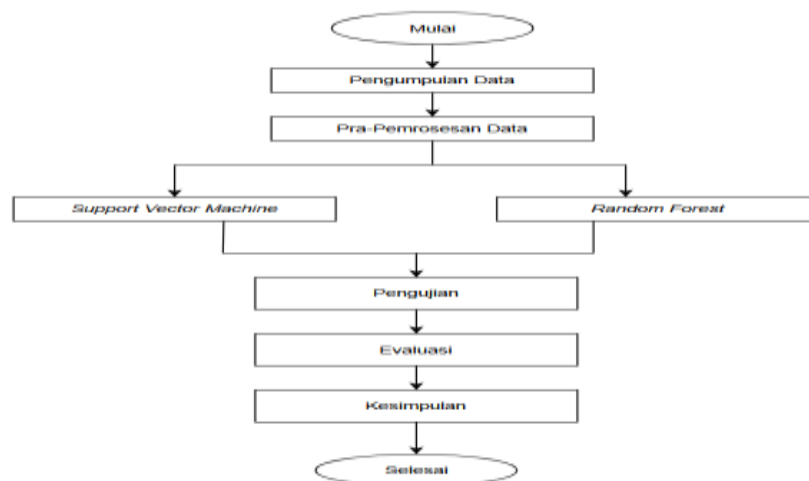 Mulai
Pengumpulan Data
Pra-Pemrosesan Data
Support Vector Machine
Random Forest
Pengujian
Evaluasi
Kesimpulan
Selesai